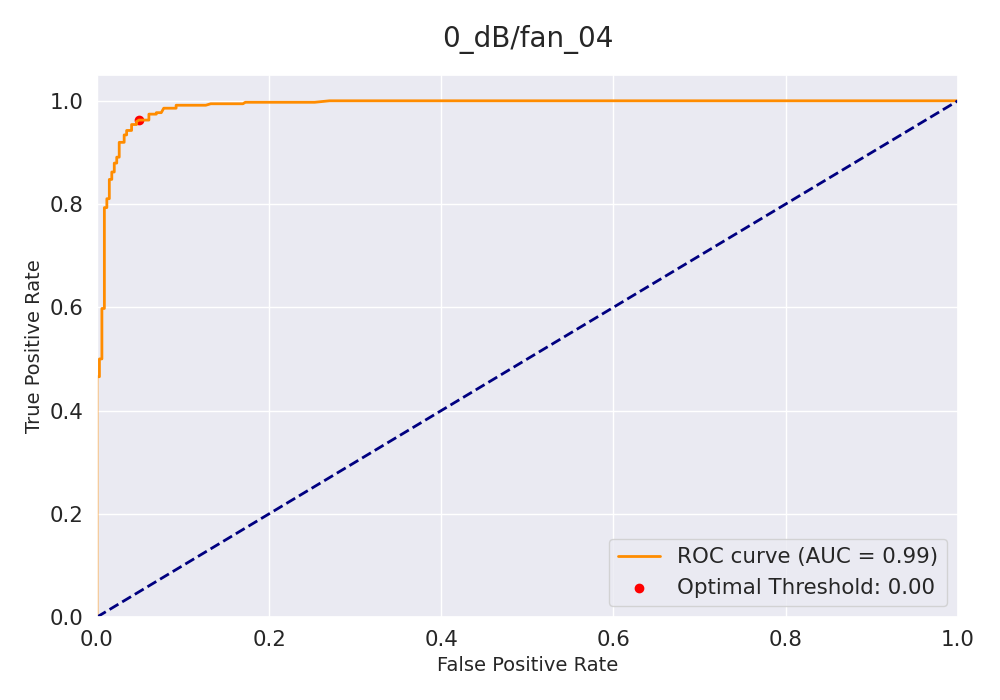 0_dB/fan_04
True Positive Rate
1.0
0.8
0.6
0.4
0.2
0.0
ROC curve (AUC = 0.99)
Optimal Threshold: 0.00
0.0 0.2 0.4 0.6 0.8 1.0
False Positive Rate